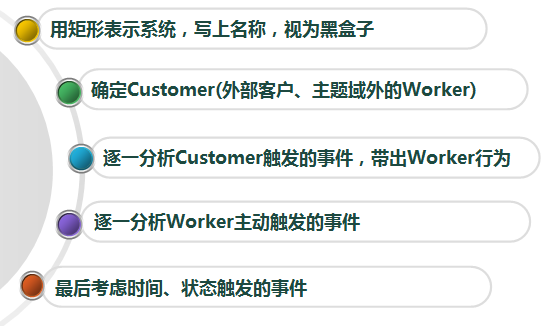 用矩形表示系统，写上名称，视为黑盒子
确定Customer(外部客户、主题域外的Worker)
逐一分析Customer触发的事件，带出Worker行为
逐一分析Worker主动触发的事件
最后考虑时间、状态触发的事件